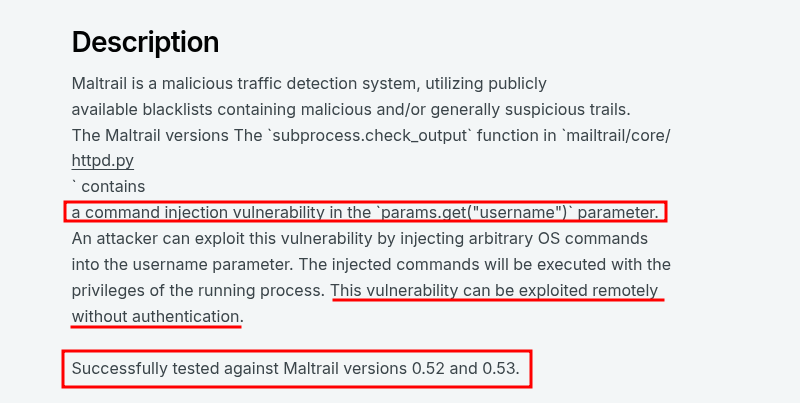 Description
Maltrail is a malicious traffic detection system, utilizing publicly
available blacklists containing malicious and/or generally suspicious trails.
The Maltrail versions The `subprocess.check_output` function in `mailtrail/core/
httpd.py
` contains
a command injection vulnerability in the `params.get("username")` parameter.
An attacker can exploit this vulnerability by injecting arbitrary OS commands
into the username parameter. The injected commands will be executed with the
privileges of the running process. This vulnerability can be exploited remotely
without authentication.
Successfully tested against Maltrail versions 0.52 and 0.53.